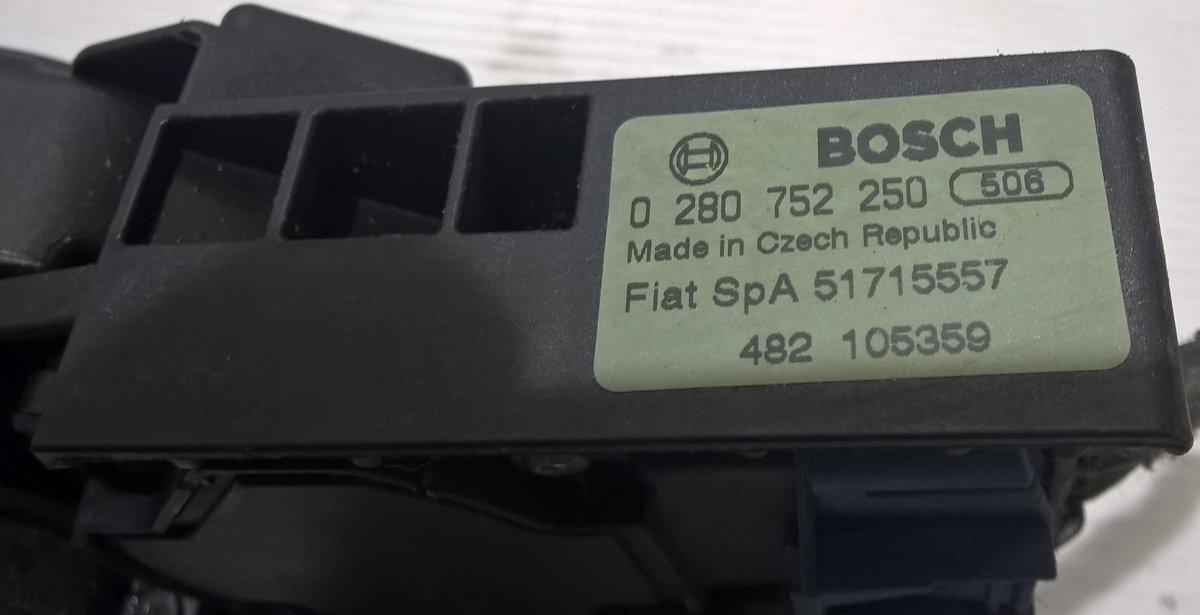 BOSCH
0 280 752 250 506
Made in Czech Republic
Fiat SpA 51715557
482 105359